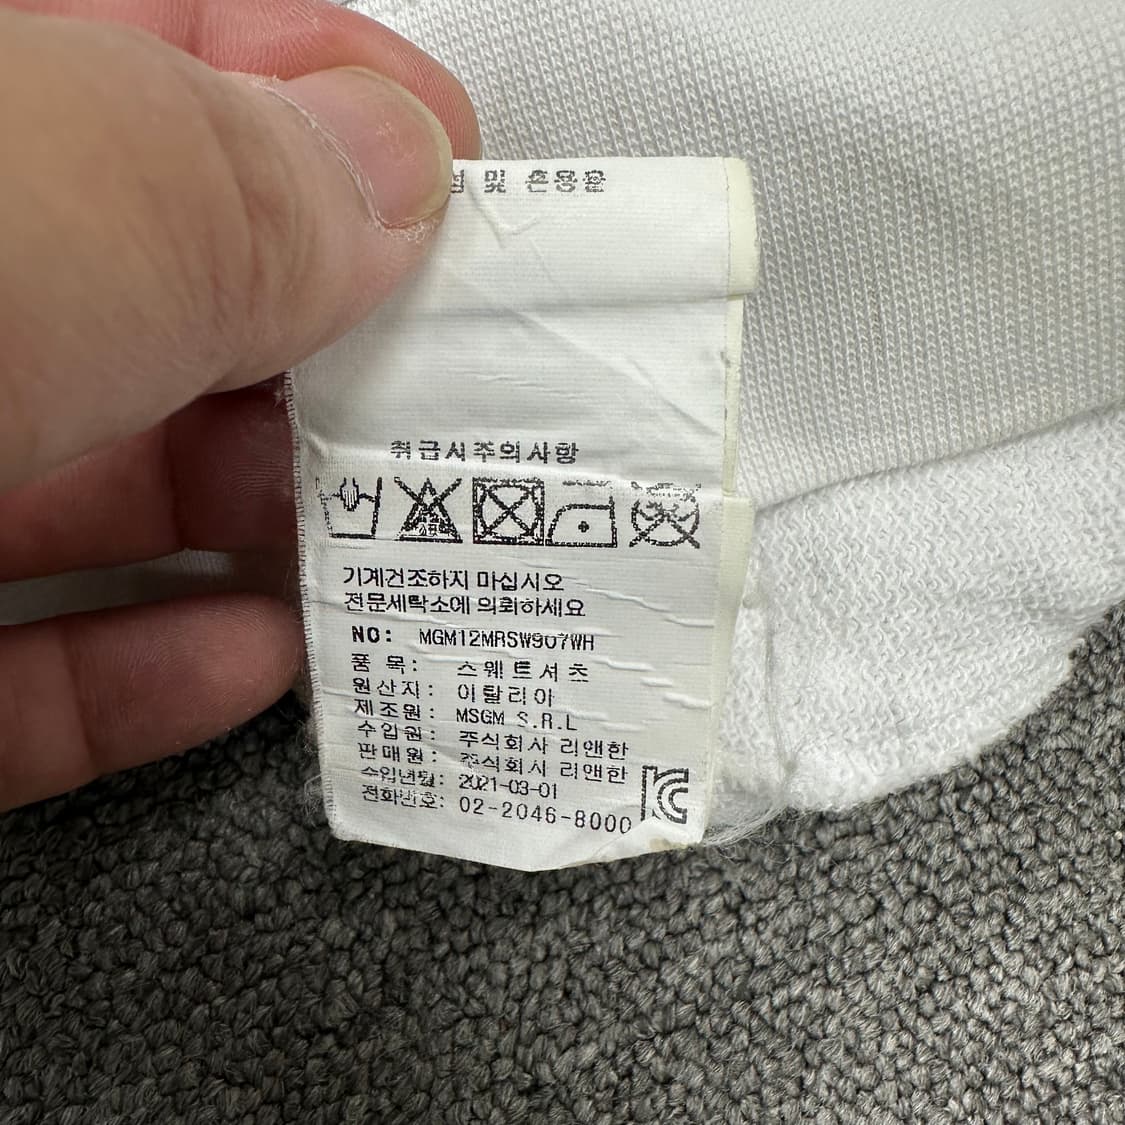 및 혼용율
취급시주의사항
기계건조하지 마십시오
전문세탁소에 의뢰하세요
NO: MGM12MRSW907WH
품 목: 스웨트셔츠
원산지: 이탈리아
제조원: MSGM S.R.L
수입원: 주식회사 리앤한
판매원: 주식회사 리앤한
수입년월: 2021-03-01
전화번호: 02-2046-8000